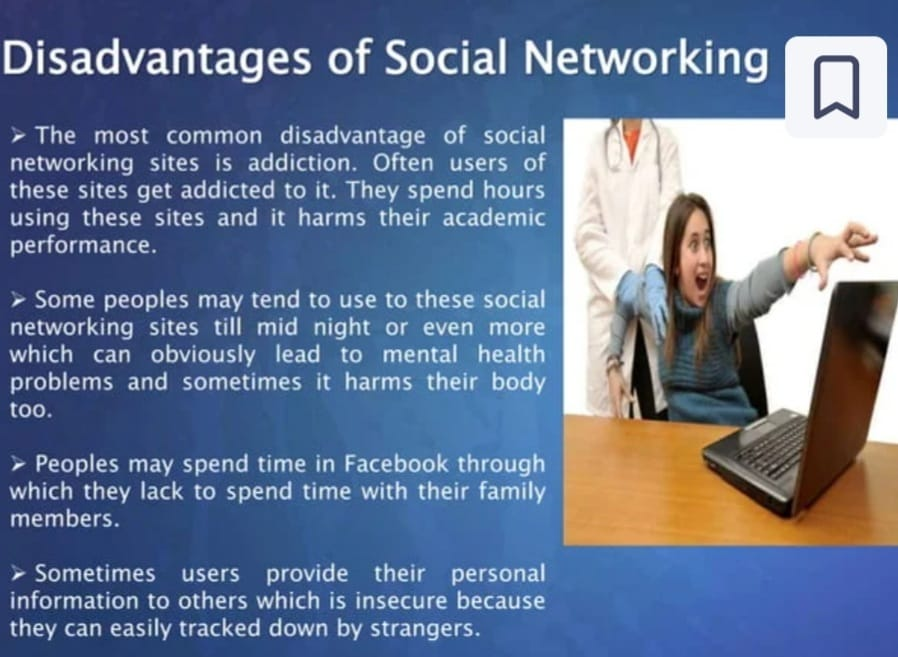 Disadvantages of Social Networking
➢ The most common disadvantage of social
networking sites is addiction. Often users of
these sites get addicted to it. They spend hours
using these sites and it harms their academic
performance.
➢ Some peoples may tend to use to these social
networking sites till mid night or even more
which can obviously lead to mental health
problems and sometimes it harms their body
too.
➢ Peoples may spend time in Facebook through
which they lack to spend time with their family
members.
➢ Sometimes users provide their personal
information to others which is insecure because
they can easily tracked down by strangers.